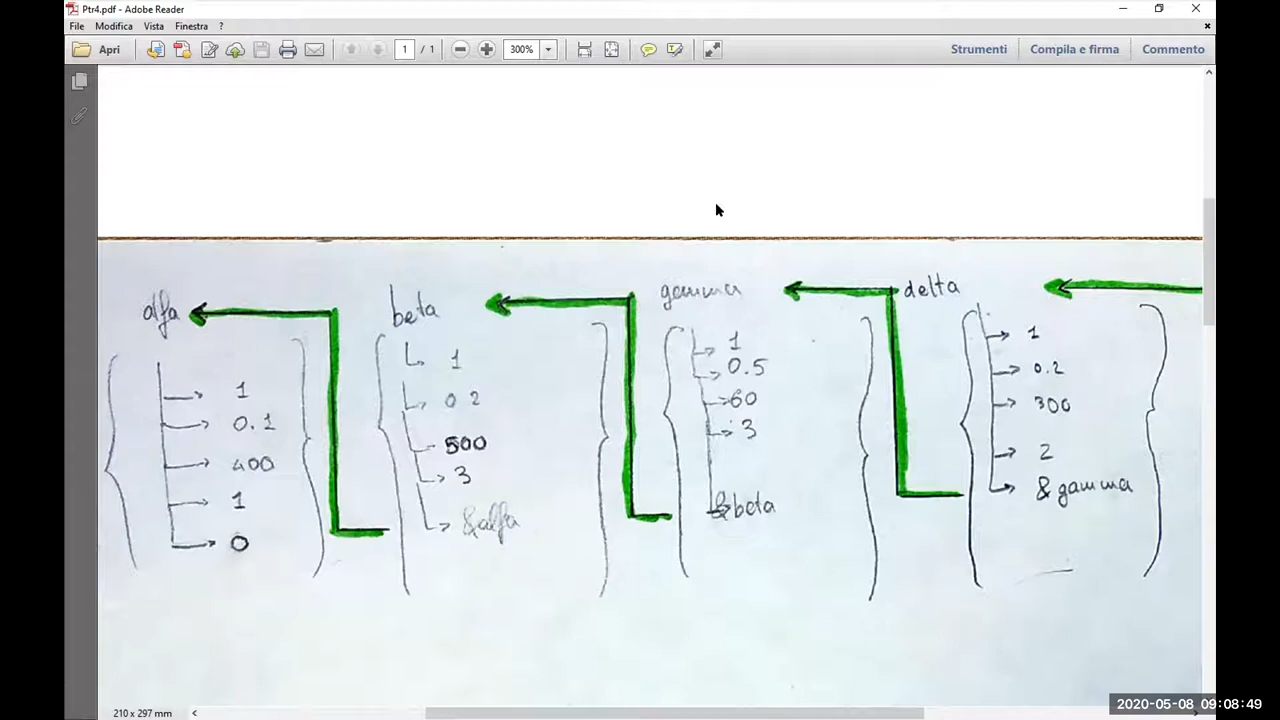 Ptr4.pdf - Adobe Reader
File Modifica Vista Finestra ?
Apri 1 / 1 300% Strumenti Compila e firma Commento
alfa
1
0.1
400
1
0
beta
1
0.2
500
3
&alfa
gamma
1
0.5
60
3
&beta
delta
1
0.2
300
2
&gamma
210 x 297 mm
2020-05-08 09:08:49